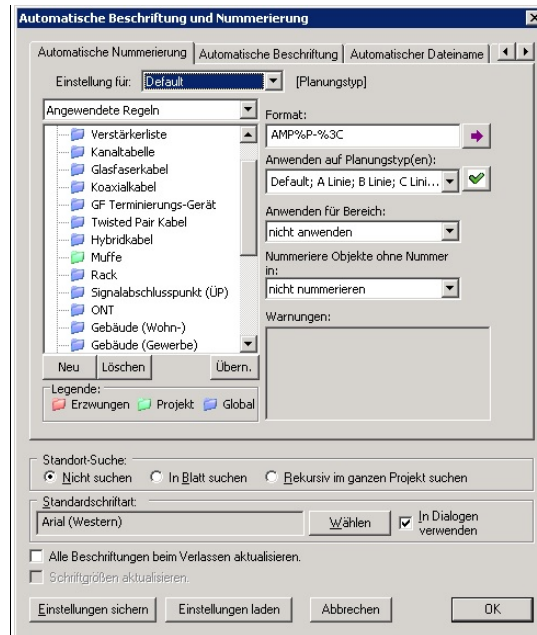 Automatische Beschriftung und Nummerierung
Automatische Nummerierung
Automatische Beschriftung
Automatischer Dateiname
Einstellung für:
Default
[Planungstyp]
Angewendete Regeln
Verstärkerliste
Kanaltabelle
Glasfaserkabel
Koaxialkabel
GF Terminierungs-Gerät
Twisted Pair Kabel
Hybridkabel
Muffe
Rack
Signalabschlusspunkt (ÜP)
ONT
Gebäude (Wohn-)
Gebäude (Gewerbe)
Neu
Löschen
Übern.
Legende:
Erzwungen
Projekt
Global
Format:
AMP%P-%3C
Anwenden auf Planungstyp(en):
Default; A Linie; B Linie; C Lini...
Anwenden für Bereich:
nicht anwenden
Nummeriere Objekte ohne Nummer
in:
nicht nummerieren
Warnungen:
Standort-Suche:
Nicht suchen
In Blatt suchen
Rekursiv im ganzen Projekt suchen
Standardschriftart:
Arial (Western)
Wählen
In Dialogen
verwenden
Alle Beschriftungen beim Verlassen aktualisieren.
Schriftgrößen aktualisieren.
Einstellungen sichern
Einstellungen laden
Abbrechen
OK